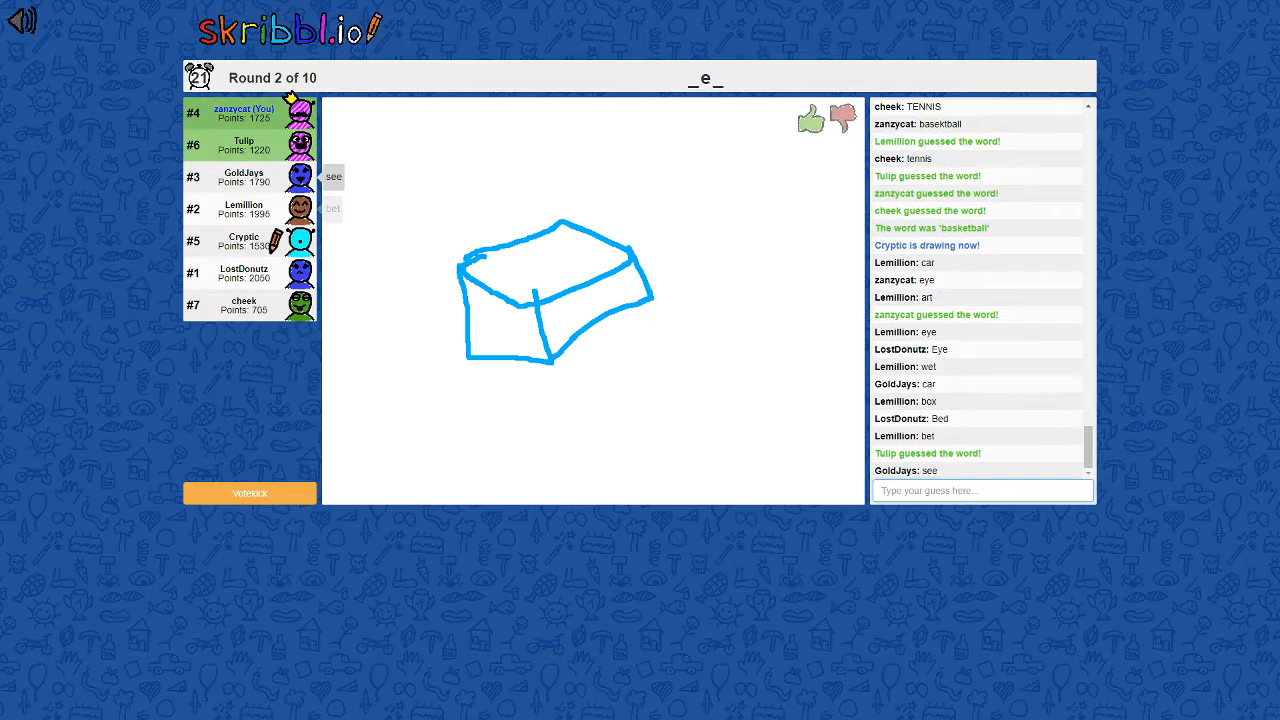 skribbl.io
21
Round 2 of 10
_e_
#4
zanzycat (You)
Points: 1725
#6
Tulip
Points: 1220
#3
GoldJays
Points: 1790
see
#2
Lemillion
Points: 1995
bet
#5
Cryptic
Points: 1530
#1
LostDonutz
Points: 2050
#7
cheek
Points: 705
Votekick
cheek: TENNIS
zanzycat: basektball
Lemillion guessed the word!
cheek: tennis
Tulip guessed the word!
zanzycat guessed the word!
cheek guessed the word!
The word was 'basketball'
Cryptic is drawing now!
Lemillion: car
zanzycat: eye
Lemillion: art
zanzycat guessed the word!
Lemillion: eye
LostDonutz: Eye
Lemillion: wet
GoldJays: car
Lemillion: box
LostDonutz: Bed
Lemillion: bet
Tulip guessed the word!
GoldJays: see
Type your guess here...